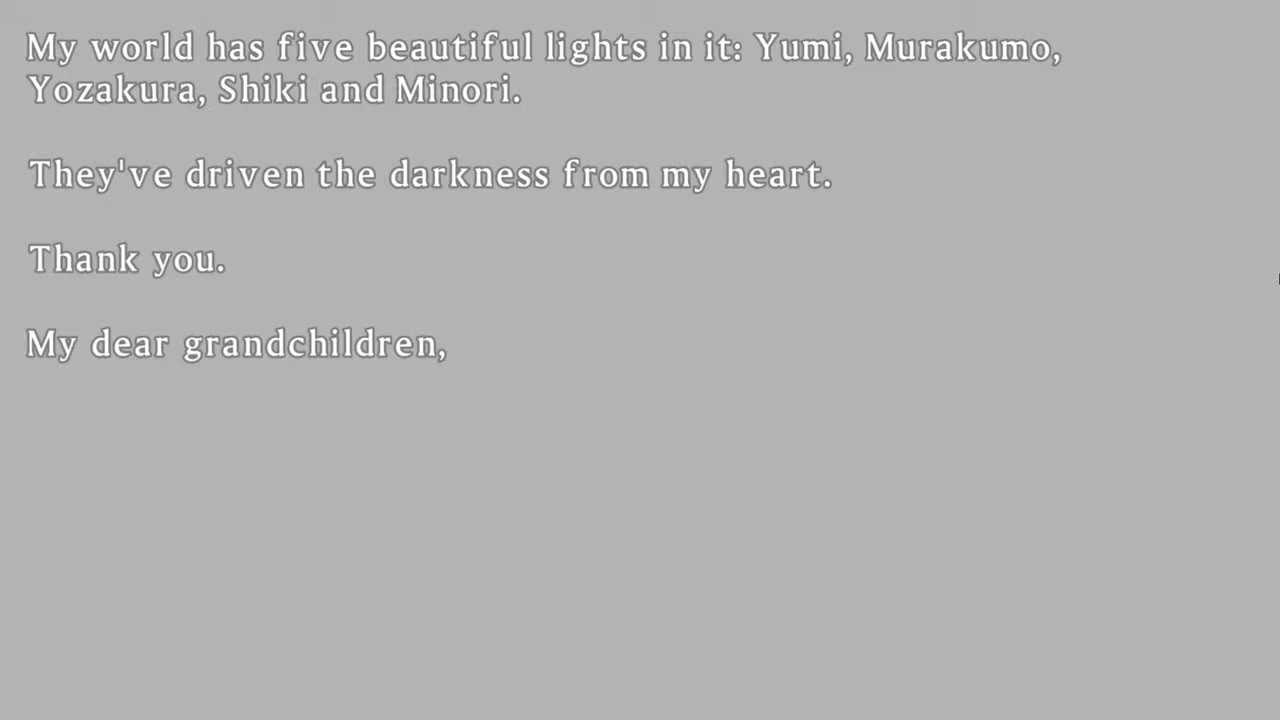 My world has five beautiful lights in it: Yumi, Murakumo,
Yozakura, Shiki and Minori.
They've driven the darkness from my heart.
Thank you.
My dear grandchildren,